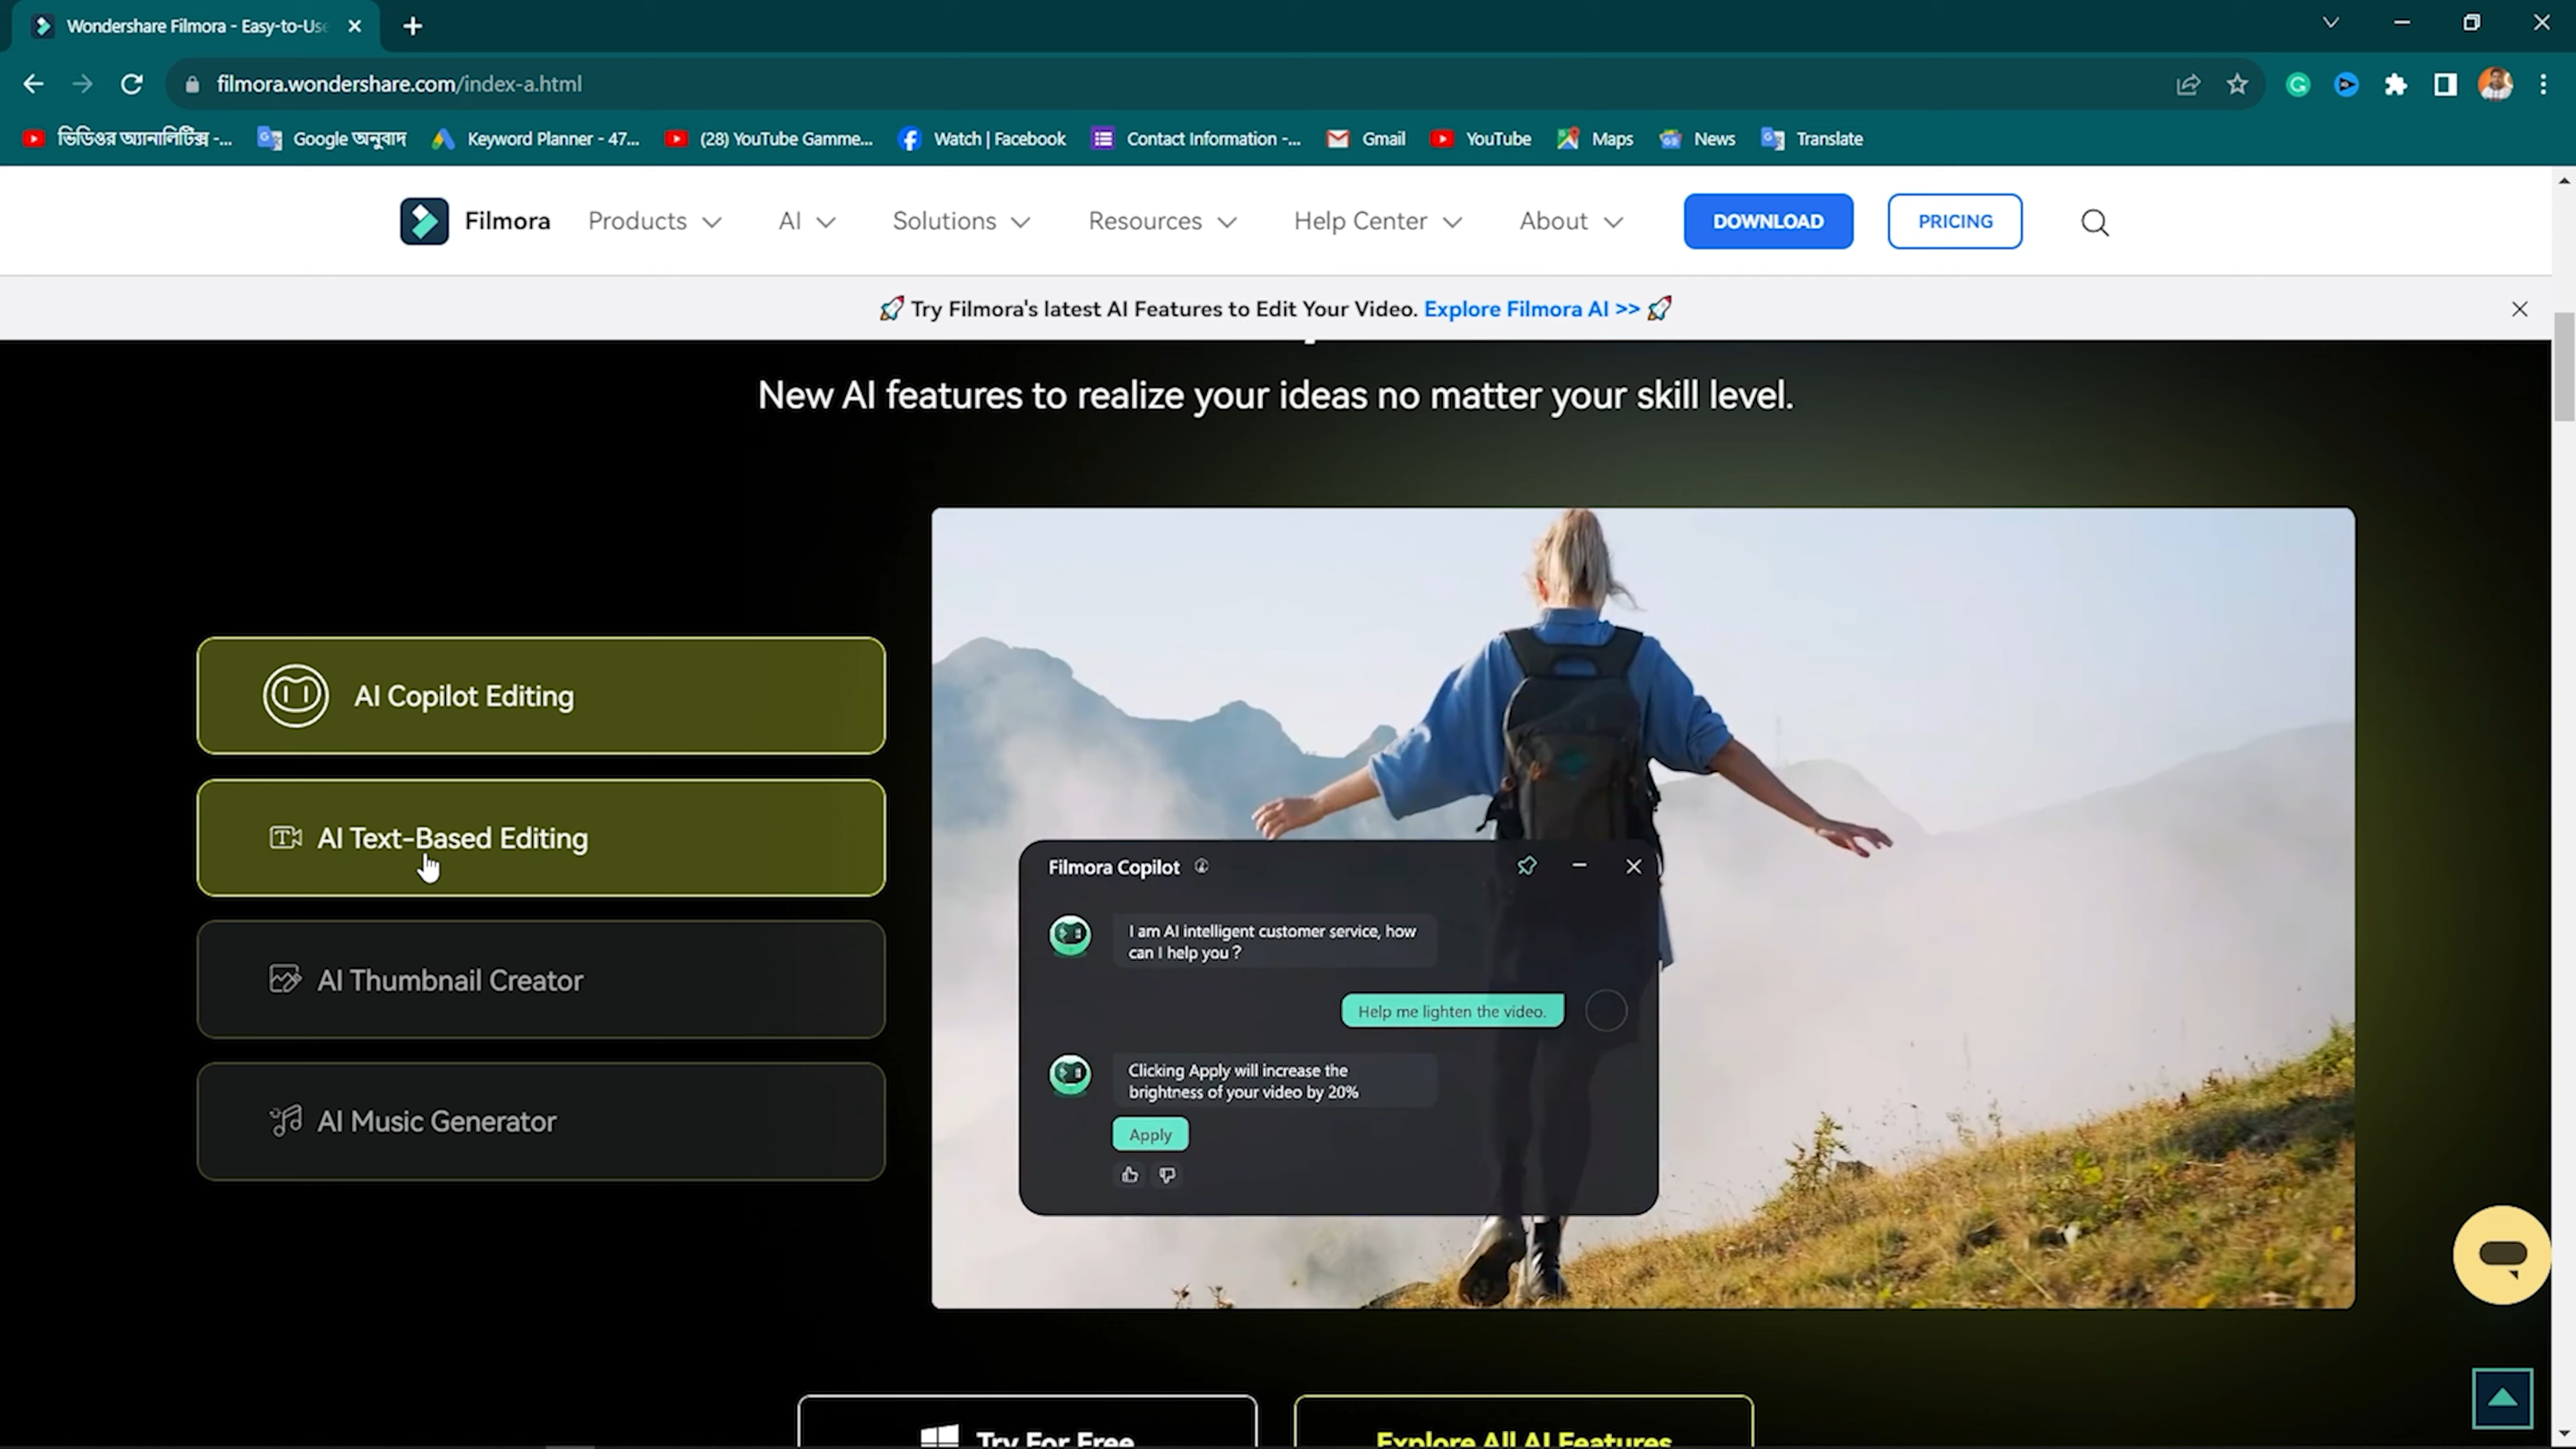 Wondershare Filmora - Easy-to-Use
filmora.wondershare.com/index-a.html
ভিডিওর অ্যানালিটিক্স -...
Google অনুবাদ
Keyword Planner - 47...
(28) YouTube Gamme...
Watch | Facebook
Contact Information -...
Gmail
YouTube
Maps
News
Translate
Filmora
Products
AI
Solutions
Resources
Help Center
About
DOWNLOAD
PRICING
Try Filmora's latest AI Features to Edit Your Video. Explore Filmora AI >>
New AI features to realize your ideas no matter your skill level.
AI Copilot Editing
AI Text-Based Editing
AI Thumbnail Creator
AI Music Generator
Filmora Copilot
I am AI intelligent customer service, how
can I help you ?
Help me lighten the video.
Clicking Apply will increase the
brightness of your video by 20%
Apply
Try For Free
Explore All AI Features